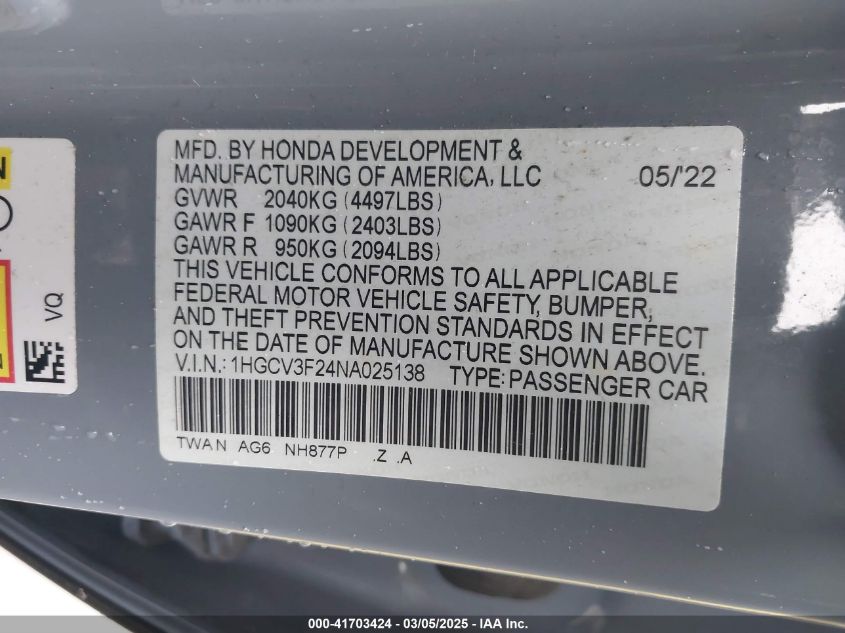 MFD. BY HONDA DEVELOPMENT &
MANUFACTURING OF AMERICA, LLC 05/'22
GVWR 2040KG (4497LBS)
GAWR F 1090KG (2403LBS)
GAWR R 950KG (2094LBS)
THIS VEHICLE CONFORMS TO ALL APPLICABLE
FEDERAL MOTOR VEHICLE SAFETY, BUMPER,
AND THEFT PREVENTION STANDARDS IN EFFECT
ON THE DATE OF MANUFACTURE SHOWN ABOVE.
V.I.N.: 1HGCV3F24NA025138 TYPE: PASSENGER CAR
TWA N AG6 NH877P .Z .A
VQ
000-41703424 - 03/05/2025 - IAA Inc.